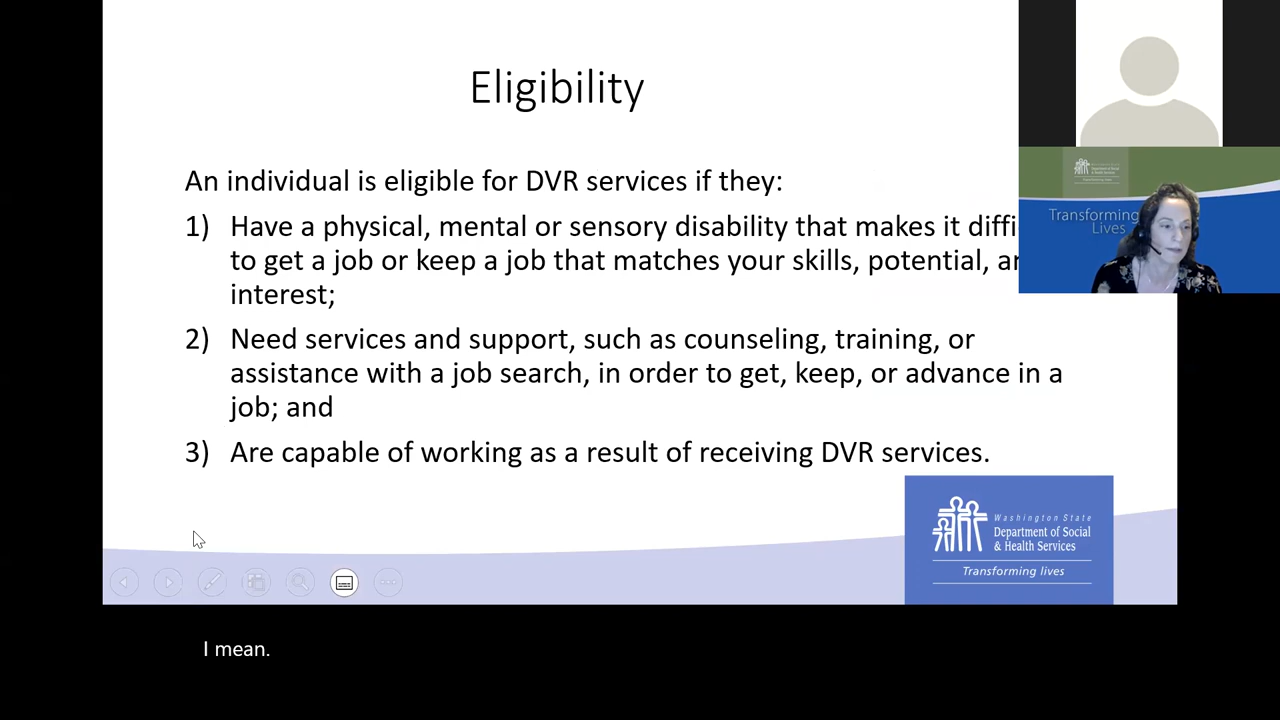 Eligibility
An individual is eligible for DVR services if they:
1) Have a physical, mental or sensory disability that makes it
to get a job or keep a job that matches your skills, potential,
interest;
2) Need services and support, such as counseling, training, or
assistance with a job search, in order to get, keep, or advance in a
job; and
3) Are capable of working as a result of receiving DVR services.
Transforming
Lives
Washington State
Department of Social
& Health Services
Transforming lives
I mean.